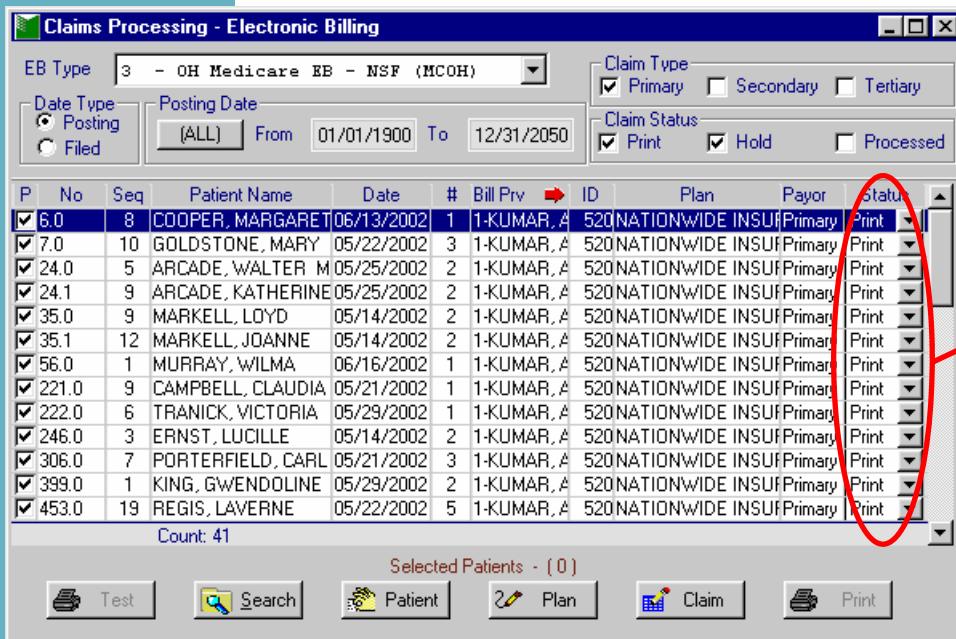 Claims Processing - Electronic Billing
EB Type 3 - OH Medicare EB - NSF (MCOH)
Claim Type
Primary Secondary Tertiary
Date Type
Posting
Filed
Posting Date
(ALL) From 01/01/1900 To 12/31/2050
Claim Status
Print Hold Processed
P No Seq Patient Name Date # Bill Prv ID Plan Payor Status
6.0 8 COOPER, MARGARET 06/13/2002 1 1-KUMAR, A 520 NATIONWIDE INSUR Primary Print
7.0 10 GOLDSTONE, MARY 05/22/2002 3 1-KUMAR, A 520 NATIONWIDE INSUR Primary Print
24.0 5 ARCADE, WALTER M 05/25/2002 2 1-KUMAR, A 520 NATIONWIDE INSUR Primary Print
24.1 9 ARCADE, KATHERINE 05/25/2002 2 1-KUMAR, A 520 NATIONWIDE INSUR Primary Print
35.0 9 MARKELL, LOYD 05/14/2002 2 1-KUMAR, A 520 NATIONWIDE INSUR Primary Print
35.1 12 MARKELL, JOANNE 05/14/2002 2 1-KUMAR, A 520 NATIONWIDE INSUR Primary Print
56.0 1 MURRAY, WILMA 06/16/2002 1 1-KUMAR, A 520 NATIONWIDE INSUR Primary Print
221.0 9 CAMPBELL, CLAUDIA 05/21/2002 1 1-KUMAR, A 520 NATIONWIDE INSUR Primary Print
222.0 6 TRANICK, VICTORIA 05/29/2002 1 1-KUMAR, A 520 NATIONWIDE INSUR Primary Print
246.0 3 ERNST, LUCILLE 05/14/2002 2 1-KUMAR, A 520 NATIONWIDE INSUR Primary Print
306.0 7 PORTERFIELD, CARL 05/21/2002 3 1-KUMAR, A 520 NATIONWIDE INSUR Primary Print
399.0 1 KING, GWENDOLINE 05/29/2002 2 1-KUMAR, A 520 NATIONWIDE INSUR Primary Print
453.0 19 REGIS, LAVERNE 05/22/2002 5 1-KUMAR, A 520 NATIONWIDE INSUR Primary Print
Count: 41
Selected Patients - ( 0 )
Test Search Patient Plan Claim Print